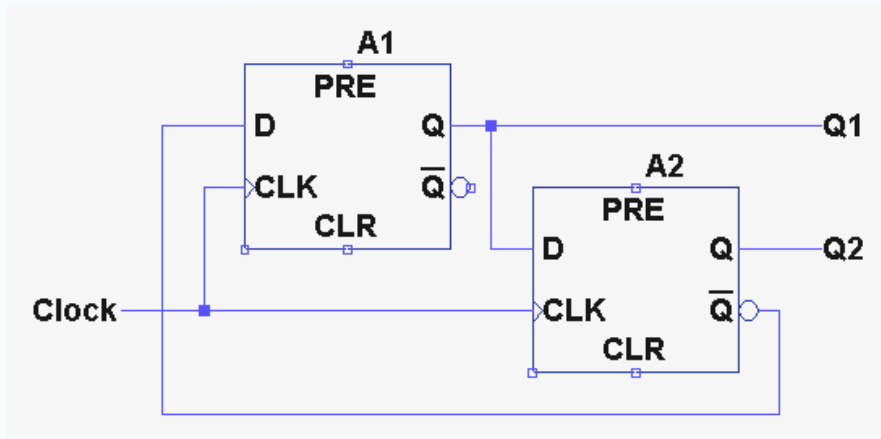 A1
PRE
D Q Q1
CLK Q̅
CLR
A2
PRE
D Q Q2
Clock
CLK Q̅
CLR